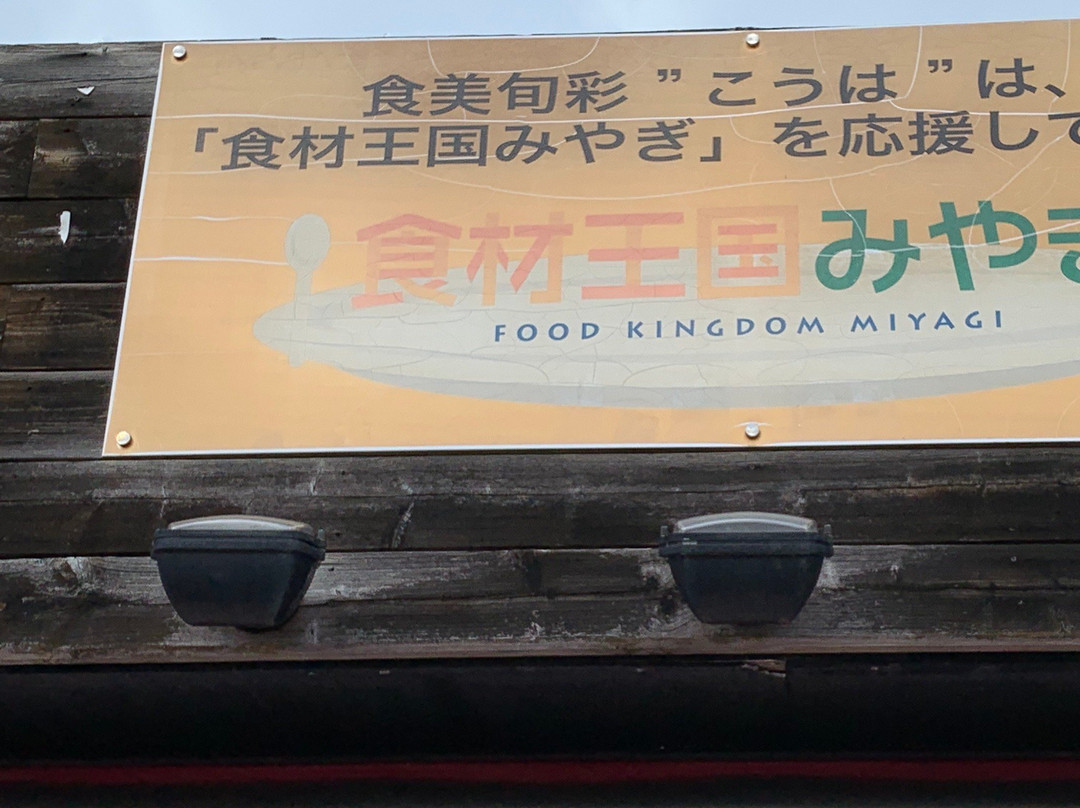 食美旬彩 ”こうは”は、
「食材王国みやぎ」を応援して
食材王国みやぎ
FOOD KINGDOM MIYAGI